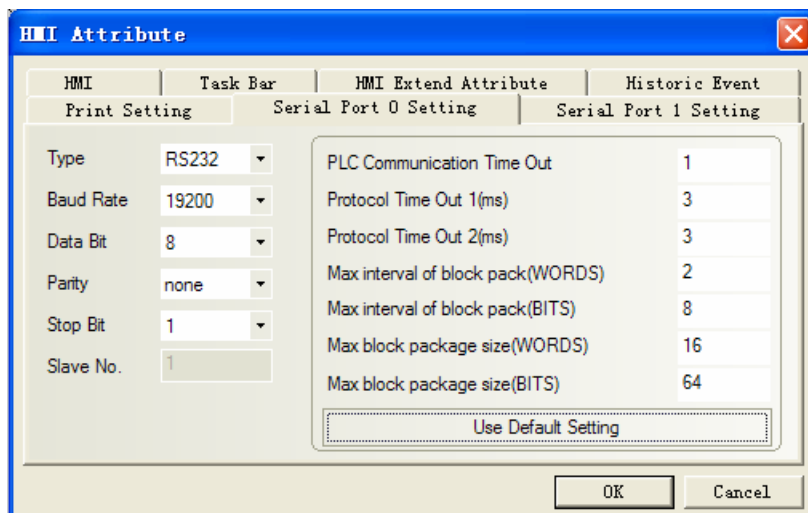 HMI Attribute
HMI Task Bar HMI Extend Attribute Historic Event
Print Setting Serial Port 0 Setting Serial Port 1 Setting
Type RS232
Baud Rate 19200
Data Bit 8
Parity none
Stop Bit 1
Slave No. 1
PLC Communication Time Out 1
Protocol Time Out 1(ms) 3
Protocol Time Out 2(ms) 3
Max interval of block pack(WORDS) 2
Max interval of block pack(BITS) 8
Max block package size(WORDS) 16
Max block package size(BITS) 64
Use Default Setting
OK Cancel